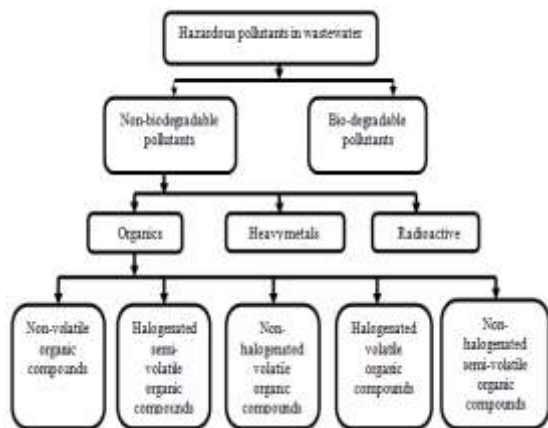 Hazardous pollutants in wastewater
Non-biodegradable
pollutants
Bio-degradable
pollutants
Organics
Heavymetals
Radioactive
Non-volatile
organic
compounds
Halogenated
semi-
volatile
organic
compounds
Non-
halogenated
volatile
organic
compounds
Halogenated
volatile
organic
compounds
Non-
halogenated
semi-volatile
organic
compounds